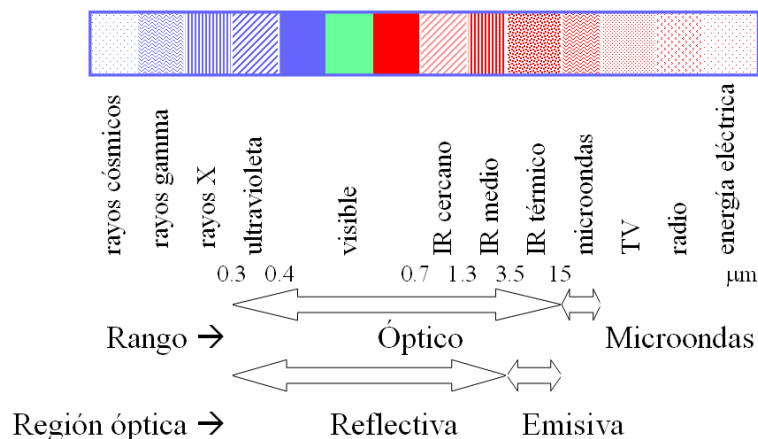 rayos cósmicos
rayos gamma
rayos X
ultravioleta
visible
IR cercano
IR medio
IR térmico
microondas
TV
radio
energía eléctrica
0.3 0.4 0.7 1.3 3.5 15 μm
Rango → Óptico Microondas
Región óptica → Reflectiva Emisiva